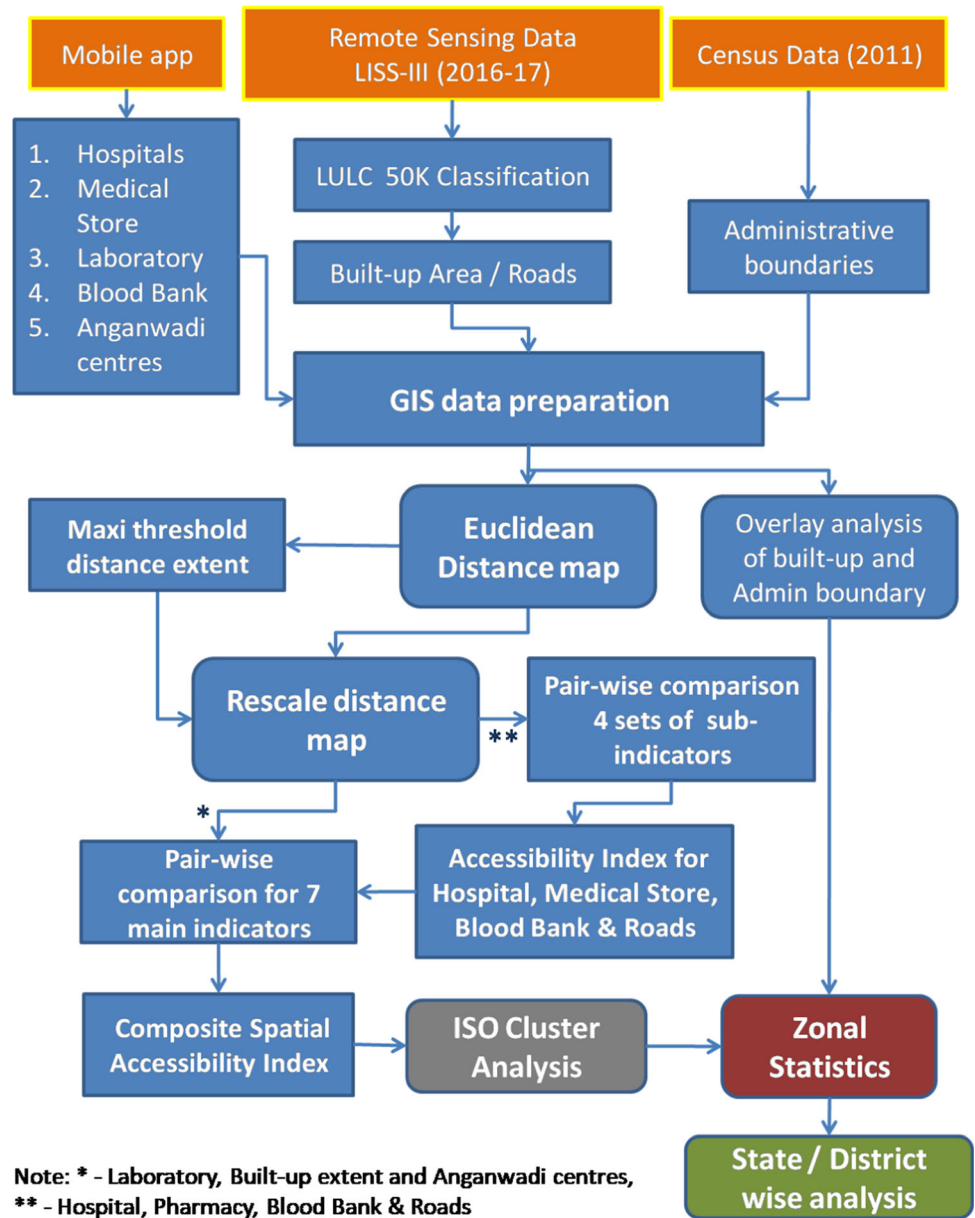 Mobile app
Remote Sensing Data
LISS-III (2016-17)
Census Data (2011)
1. Hospitals
2. Medical
Store
3. Laboratory
4. Blood Bank
5. Anganwadi
centres
LULC 50K Classification
Built-up Area / Roads
Administrative
boundaries
GIS data preparation
Maxi threshold
distance extent
Euclidean
Distance map
Overlay analysis
of built-up and
Admin boundary
Rescale distance
map
**
Pair-wise comparison
4 sets of sub-
indicators
*
Pair-wise
comparison for 7
main indicators
Accessibility Index for
Hospital, Medical Store,
Blood Bank & Roads
Composite Spatial
Accessibility Index
ISO Cluster
Analysis
Zonal
Statistics
State / District
wise analysis
Note: * - Laboratory, Built-up extent and Anganwadi centres,
** - Hospital, Pharmacy, Blood Bank & Roads